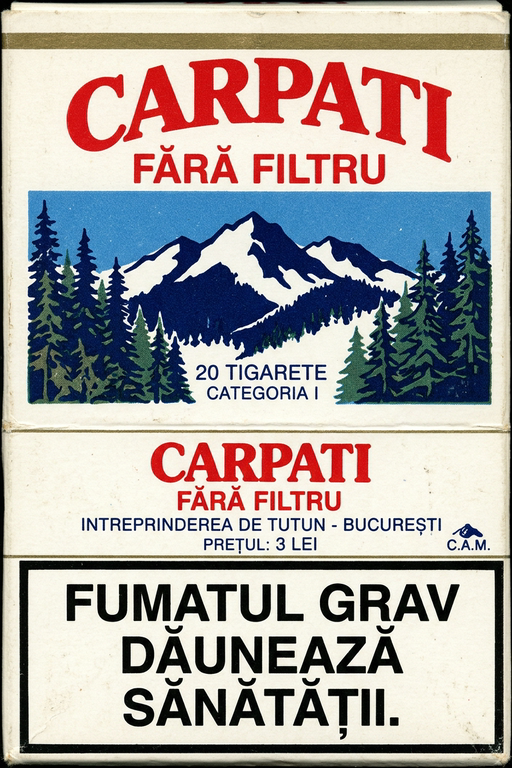 CARPATI
FĂRĂ FILTRU
20 TIGARETE
CATEGORIA I
CARPATI
FĂRĂ FILTRU
INTREPRINDEREA DE TUTUN - BUCUREȘTI
PREȚUL: 3 LEI
C.A.M.
FUMATUL GRAV
DĂUNEAZĂ
SĂNĂTĂȚII.